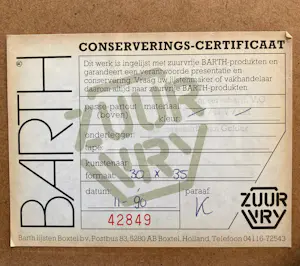 BARTH
®
CONSERVERINGS-CERTIFICAAT
Dit werk is ingelijst met zuurvrije BARTH-produkten en
garandeert een verantwoorde presentatie en
conservering. Vraag uw lijstenmaker of vakhandelaar
daarom altijd naar zuurvrije BARTH-produkten
passe-partout materiaal
(boven) kleur
onderlegger
tape
kunstenaar
formaat 30 x 35
datum paraaf
11-90
42849
ZUUR
VRY
ZUUR
VRY
Barth lijsten Boxtel bv, Postbus 83, 5280 AB Boxtel, Holland, Telefoon 04116-72543